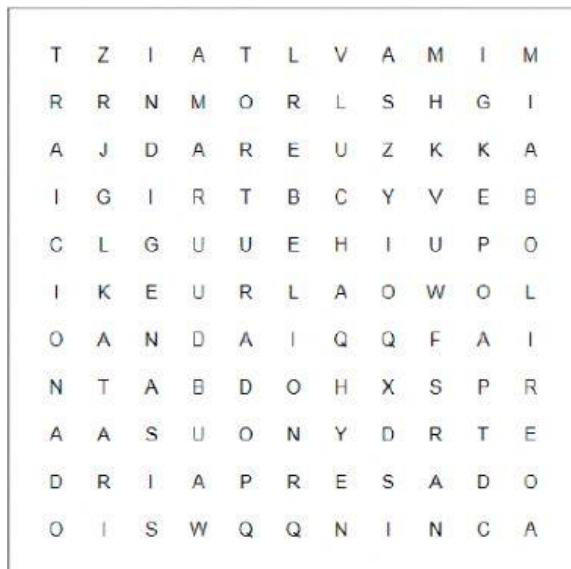 T Z I A T L V A M I M
R R N M O R L S H G I
A J D A R E U Z K K A
I G I R T B C Y V E B
C L G U U E H I U P O
I K E U R L A O W O L
O A N D A I Q Q F A I
N T A B D O H X S P R
A A S U O N Y D R T E
D R I A P R E S A D O
O I S W Q Q N I N C A